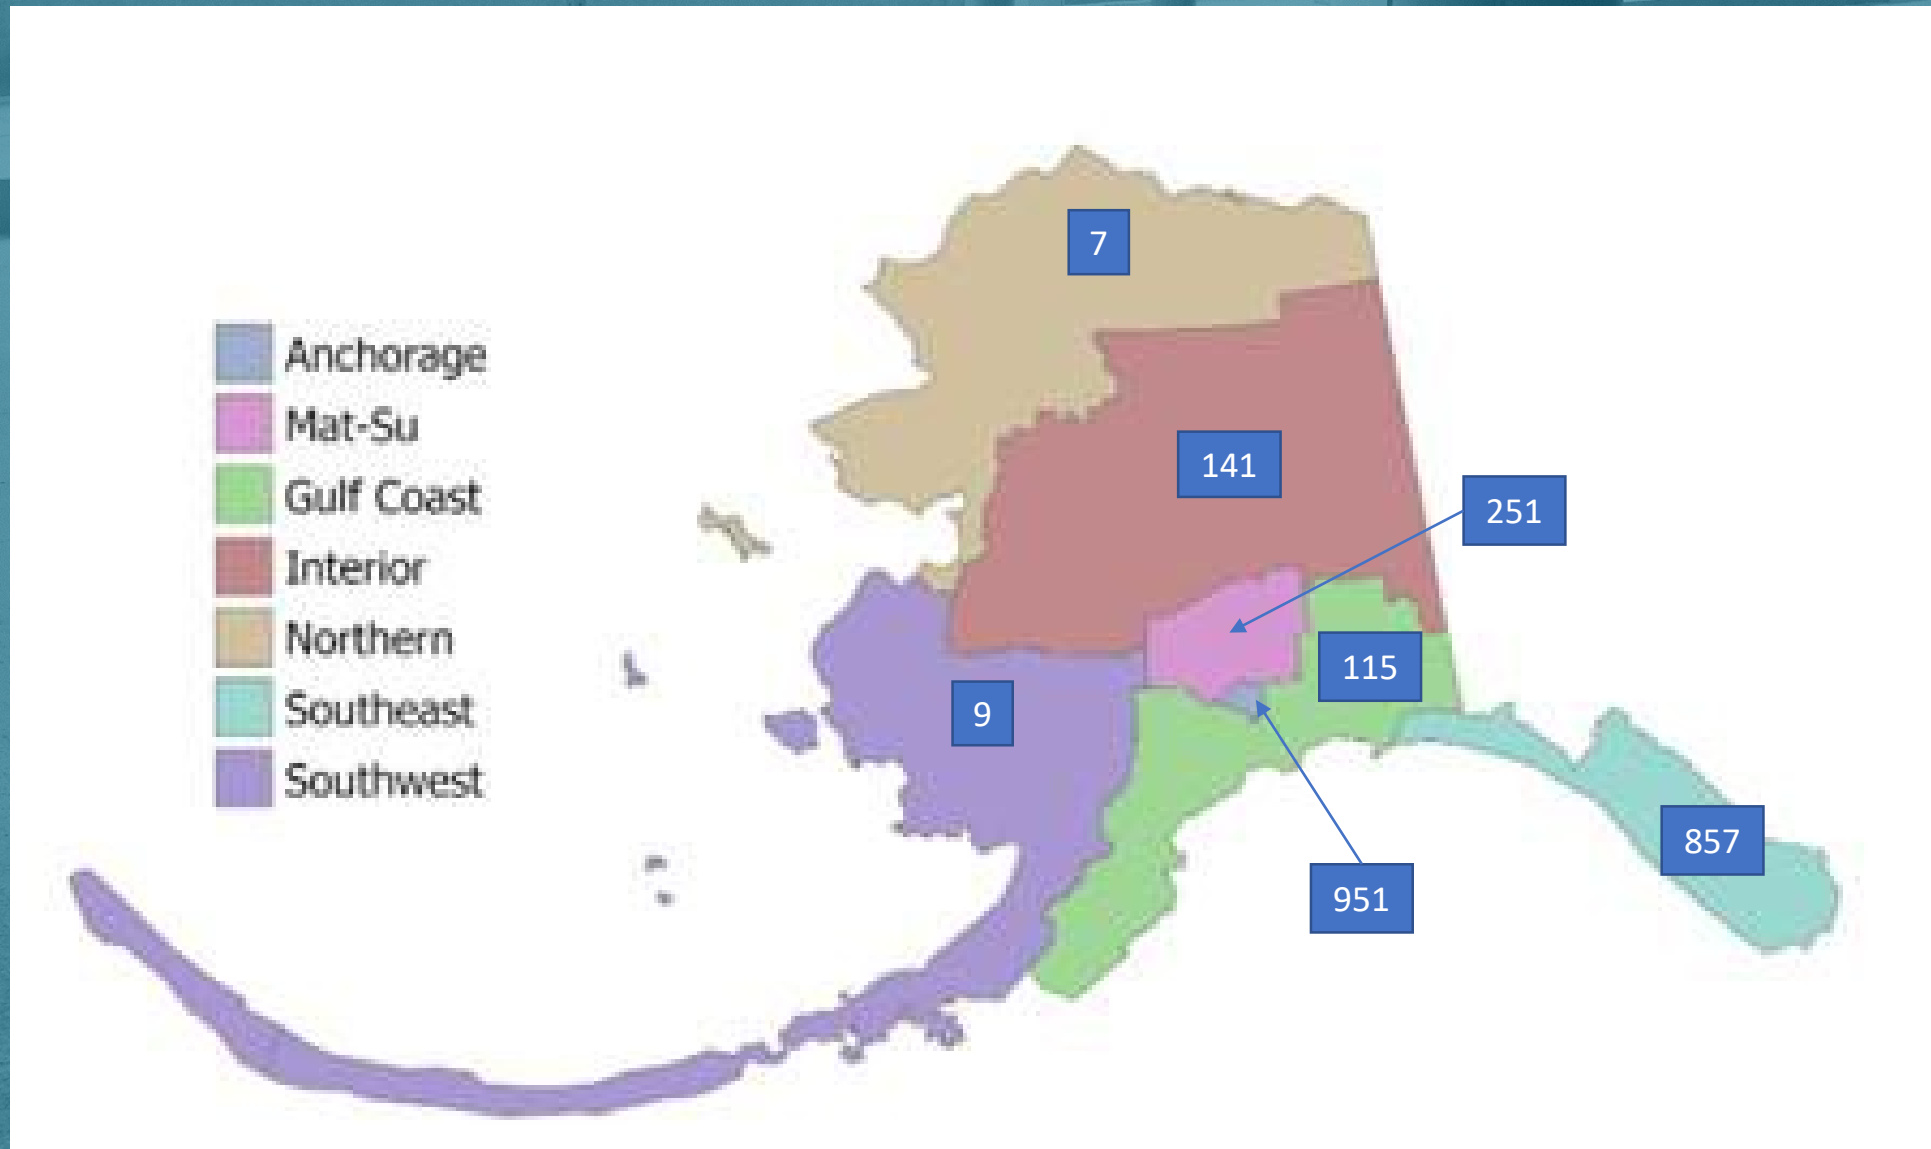 7
141
251
115
9
857
951
Anchorage
Mat-Su
Gulf Coast
Interior
Northern
Southeast
Southwest